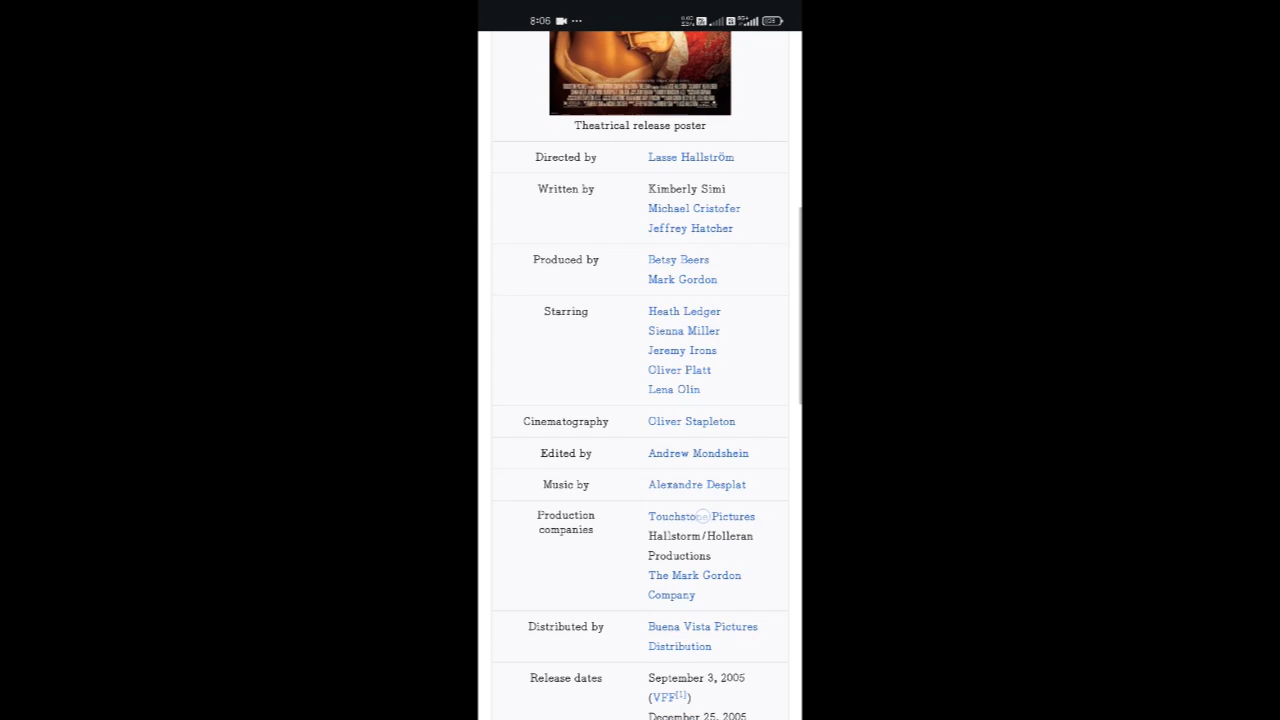 8:06
Theatrical release poster
Directed by Lasse Hallström
Written by Kimberly Simi
Michael Cristofer
Jeffrey Hatcher
Produced by Betsy Beers
Mark Gordon
Starring Heath Ledger
Sienna Miller
Jeremy Irons
Oliver Platt
Lena Olin
Cinematography Oliver Stapleton
Edited by Andrew Mondshein
Music by Alexandre Desplat
Production companies Touchstone Pictures
Hallstorm/Holleran
Productions
The Mark Gordon
Company
Distributed by Buena Vista Pictures
Distribution
Release dates September 3, 2005
(VFF[1])
December 25, 2005